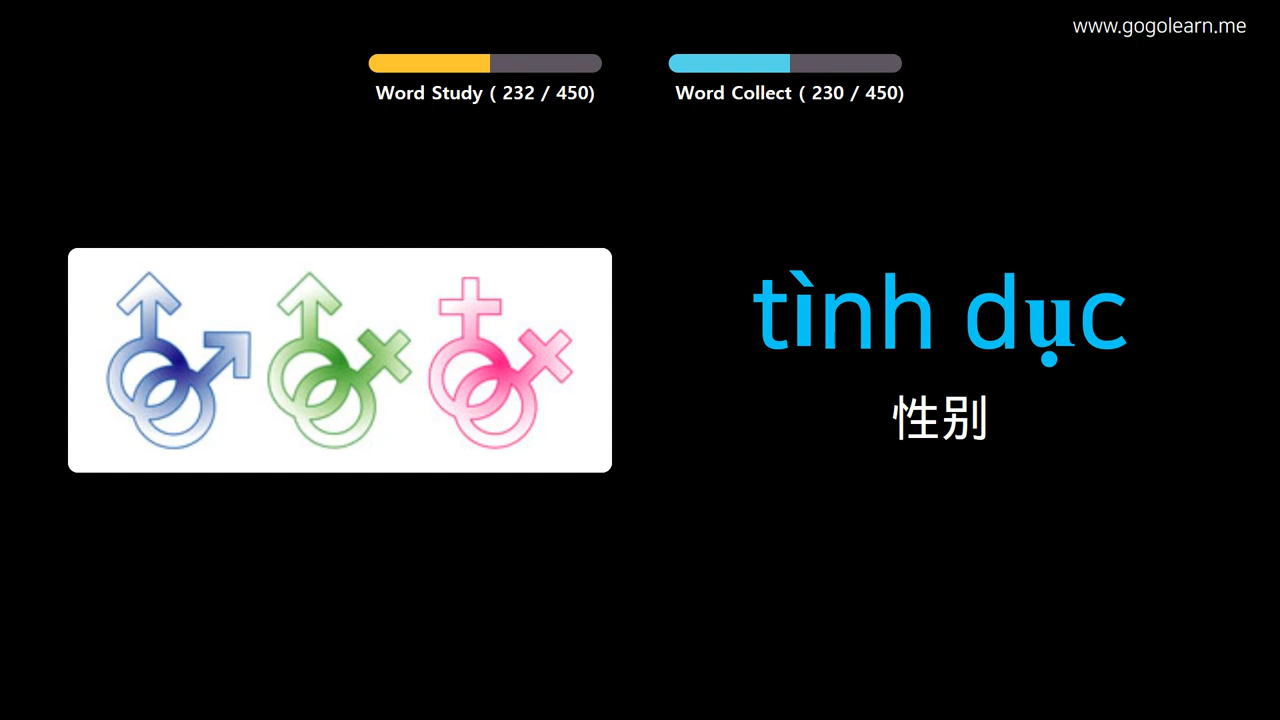 www.gogolearn.me
Word Study ( 232 / 450)
Word Collect ( 230 / 450)
tình dục
性别